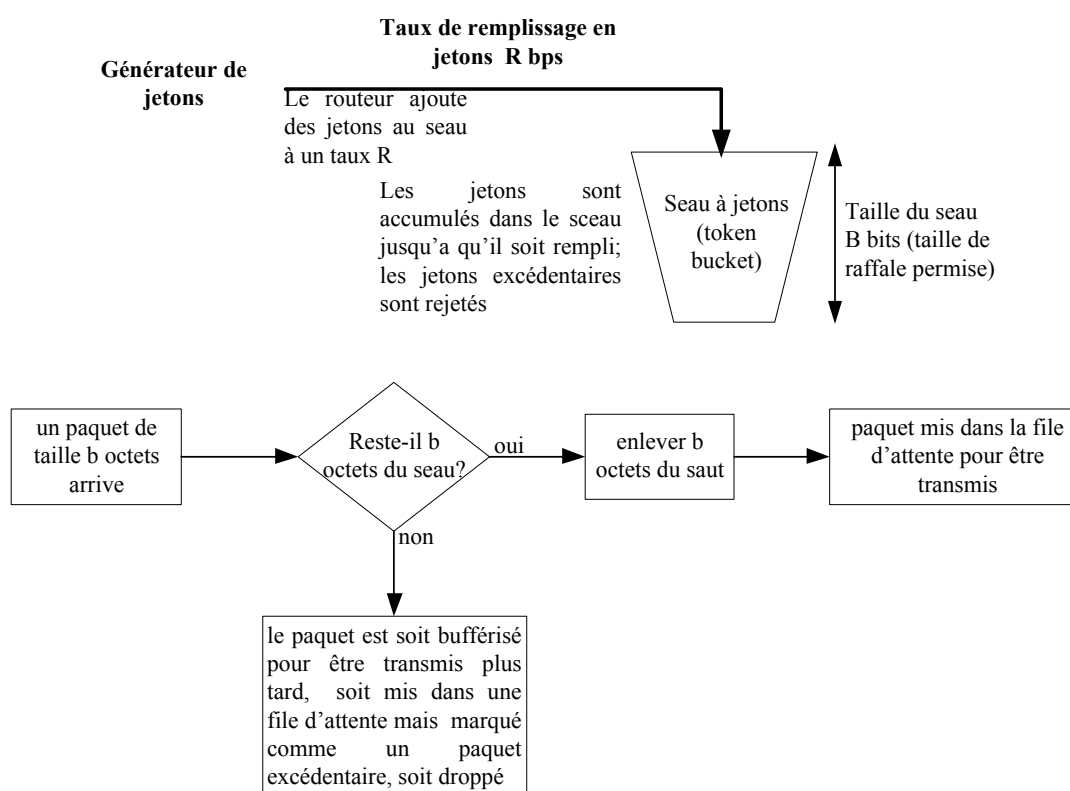 Taux de remplissage en
jetons R bps
Générateur de
jetons
Le routeur ajoute
des jetons au seau
à un taux R
Les jetons sont
accumulés dans le sceau
jusqu'a qu'il soit rempli;
les jetons excédentaires
sont rejetés
Seau à jetons
(token
bucket)
Taille du seau
B bits (taille de
raffale permise)
un paquet de
taille b octets
arrive
Reste-il b
octets du seau?
oui
enlever b
octets du saut
paquet mis dans la file
d'attente pour être
transmis
non
le paquet est soit bufférisé
pour être transmis plus
tard, soit mis dans une
file d'attente mais marqué
comme un paquet
excédentaire, soit droppé